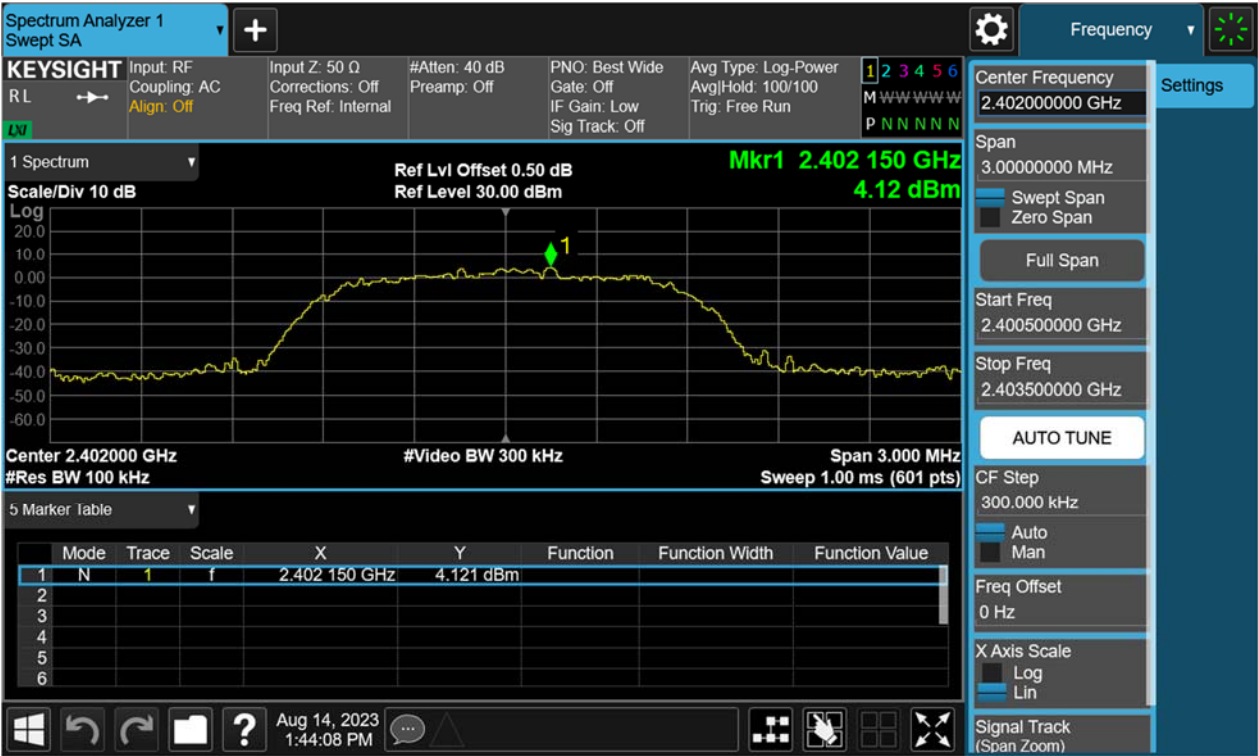 Spectrum Analyzer 1
Swept SA
+
Frequency
KEYSIGHT
R L
LXI
Input: RF
Coupling: AC
Align: Off
Input Z: 50 Ω
Corrections: Off
Freq Ref: Internal
#Atten: 40 dB
Preamp: Off
PNO: Best Wide
Gate: Off
IF Gain: Low
Sig Track: Off
Avg Type: Log-Power
Avg|Hold: 100/100
Trig: Free Run
1 2 3 4 5 6
M W W W W W
P N N N N N
1 Spectrum
Scale/Div 10 dB
Ref Lvl Offset 0.50 dB
Ref Level 30.00 dBm
Mkr1 2.402 150 GHz
4.12 dBm
Log
20.0
10.0
0.00
-10.0
-20.0
-30.0
-40.0
-50.0
-60.0
1
Center 2.402000 GHz
#Res BW 100 kHz
#Video BW 300 kHz
Span 3.000 MHz
Sweep 1.00 ms (601 pts)
5 Marker Table
Mode Trace Scale X Y Function Function Width Function Value
1 N 1 f 2.402 150 GHz 4.121 dBm
2
3
4
5
6
?
Aug 14, 2023
1:44:08 PM
Center Frequency
2.402000000 GHz
Settings
Span
3.00000000 MHz
Swept Span
Zero Span
Full Span
Start Freq
2.400500000 GHz
Stop Freq
2.403500000 GHz
AUTO TUNE
CF Step
300.000 kHz
Auto
Man
Freq Offset
0 Hz
X Axis Scale
Log
Lin
Signal Track
(Span Zoom)